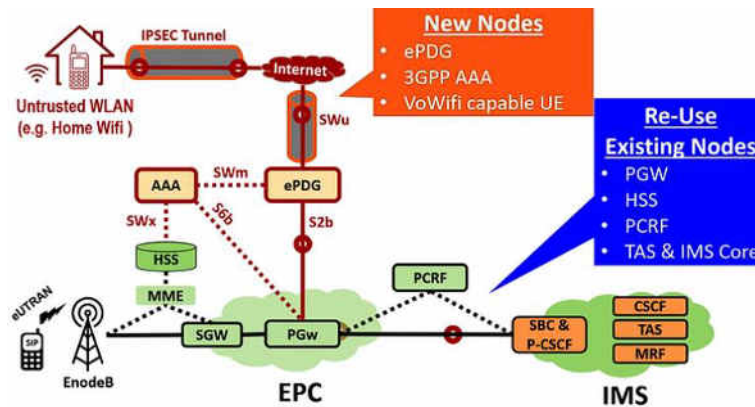 IPSEC Tunnel
Internet
Untrusted WLAN
(e.g. Home Wifi )
New Nodes
• ePDG
• 3GPP AAA
• VoWifi capable UE
SWu
Re-Use
Existing Nodes
• PGW
• HSS
• PCRF
• TAS & IMS Core
AAA
SWm
ePDG
SWx
S6b
S2b
HSS
PCRF
MME
eUTRAN
SIP
EnodeB
SGW
PGw
SBC &
P-CSCF
CSCF
TAS
MRF
EPC
IMS